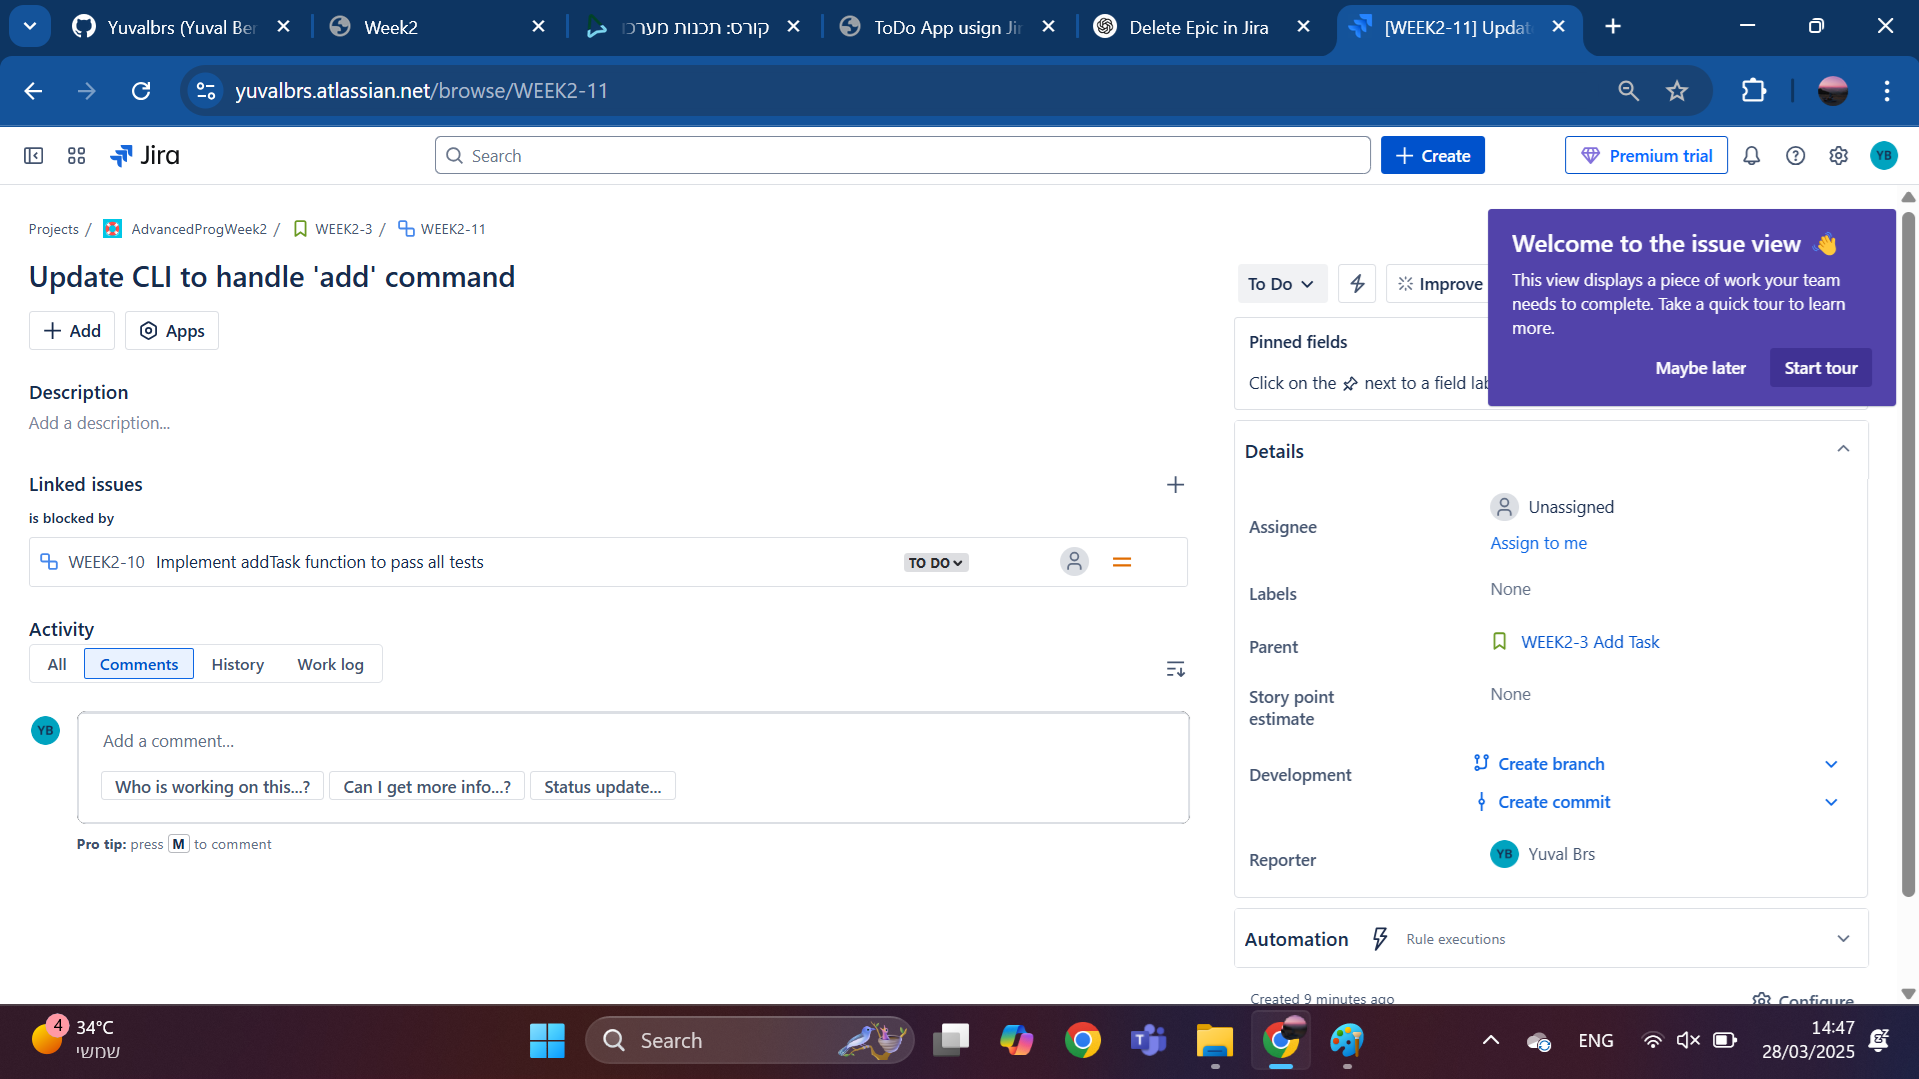 Yuvalbrs (Yuval Ber
Week2
קורס: תכנות מערכו
ToDo App usign Jir
Delete Epic in Jira
[WEEK2-11] Updat
yuvalbrs.atlassian.net/browse/WEEK2-11
Jira
Search
Create
Premium trial
YB
Projects / AdvancedProgWeek2 / WEEK2-3 / WEEK2-11
Update CLI to handle 'add' command
Add
Apps
To Do
Improve
Welcome to the issue view 👋
This view displays a piece of work your team
needs to complete. Take a quick tour to learn
more.
Maybe later
Start tour
Pinned fields
Click on the next to a field lab
Description
Add a description...
Linked issues
is blocked by
WEEK2-10 Implement addTask function to pass all tests
TO DO
Activity
All
Comments
History
Work log
YB
Add a comment...
Who is working on this...?
Can I get more info...?
Status update...
Pro tip: press M to comment
Details
Assignee
Unassigned
Assign to me
Labels
None
Parent
WEEK2-3 Add Task
Story point
estimate
None
Development
Create branch
Create commit
Reporter
YB
Yuval Brs
Automation
Rule executions
Created 9 minutes ago
Configure
4
34°C
שמשי
Search
ENG
14:47
28/03/2025